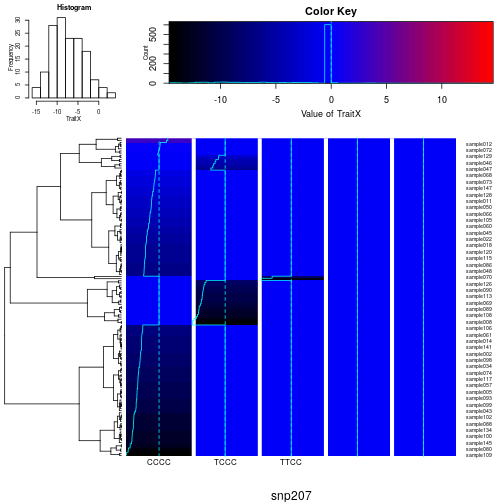 Histogram
Frequency
0 5 10 15 20 25 30
-15 -10 -5 0
TraitX
Color Key
Count
0 200 500
-10 -5 0 5 10
Value of TraitX
sample012
sample072
sample129
sample046
sample047
sample068
sample073
sample147
sample128
sample011
sample050
sample066
sample105
sample060
sample045
sample022
sample018
sample120
sample115
sample086
sample048
sample070
sample126
sample090
sample113
sample069
sample089
sample108
sample008
sample106
sample061
sample014
sample141
sample002
sample098
sample034
sample074
sample117
sample057
sample005
sample093
sample099
sample043
sample102
sample088
sample134
sample100
sample145
sample080
sample109
CCCC TCCC TTCC
snp207